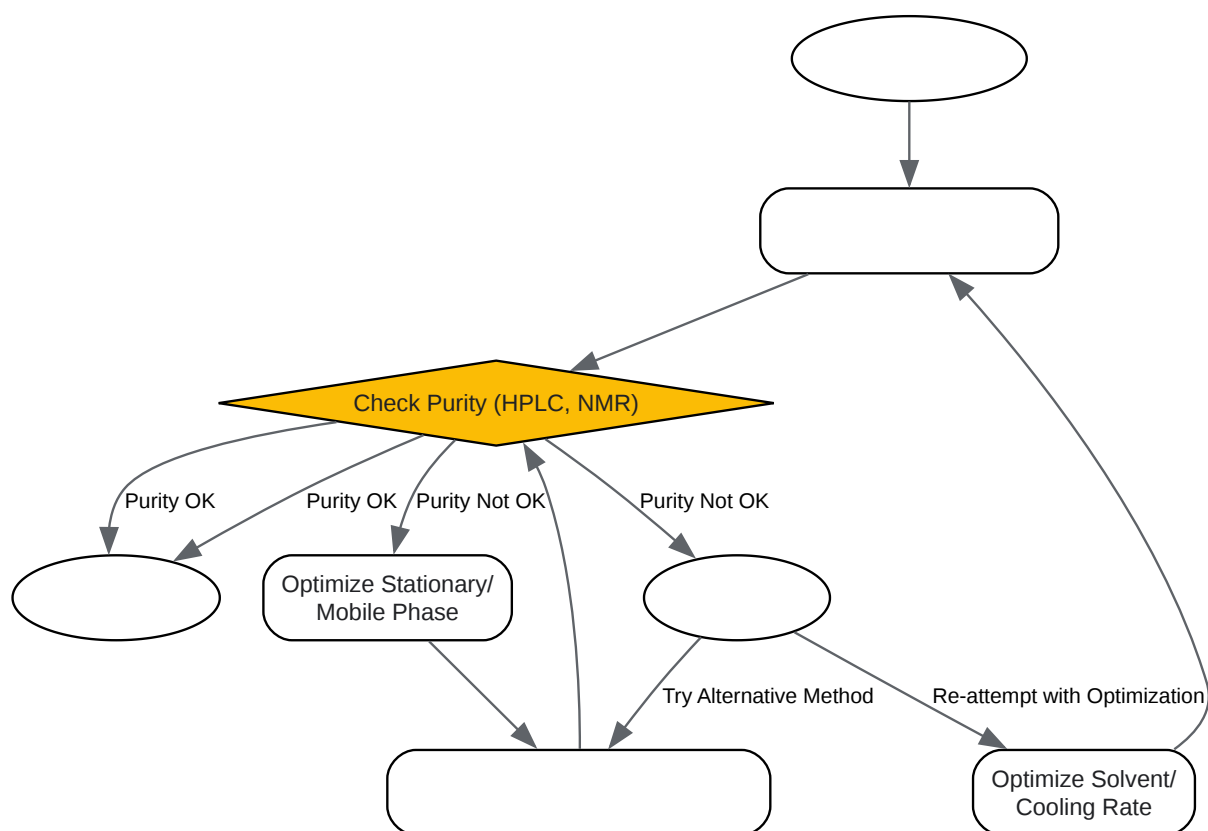 Check Purity (HPLC, NMR)
Purity OK
Purity OK
Purity Not OK
Purity Not OK
Optimize Stationary/
Mobile Phase
Try Alternative Method
Re-attempt with Optimization
Optimize Solvent/
Cooling Rate